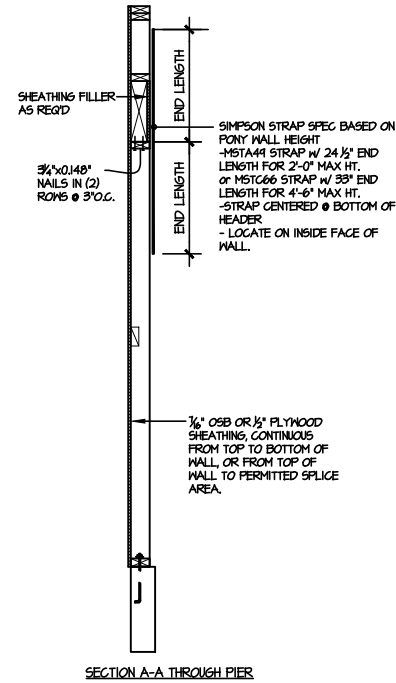 END LENGTH
SHEATHING FILLER
AS REQ'D
3¼"x0.148"
NAILS IN (2)
ROWS @ 3"O.C.
END LENGTH
SIMPSON STRAP SPEC BASED ON
PONY WALL HEIGHT
-MSTA49 STRAP W/ 24 ½" END
LENGTH FOR 2'-0" MAX HT.
or MSTC66 STRAP W/ 33" END
LENGTH FOR 4'-6" MAX HT.
-STRAP CENTERED @ BOTTOM OF
HEADER
- LOCATE ON INSIDE FACE OF
WALL.
7/16" OSB OR ½" PLYWOOD
SHEATHING, CONTINUOUS
FROM TOP TO BOTTOM OF
WALL, OR FROM TOP OF
WALL TO PERMITTED SPLICE
AREA.
SECTION A-A THROUGH PIER